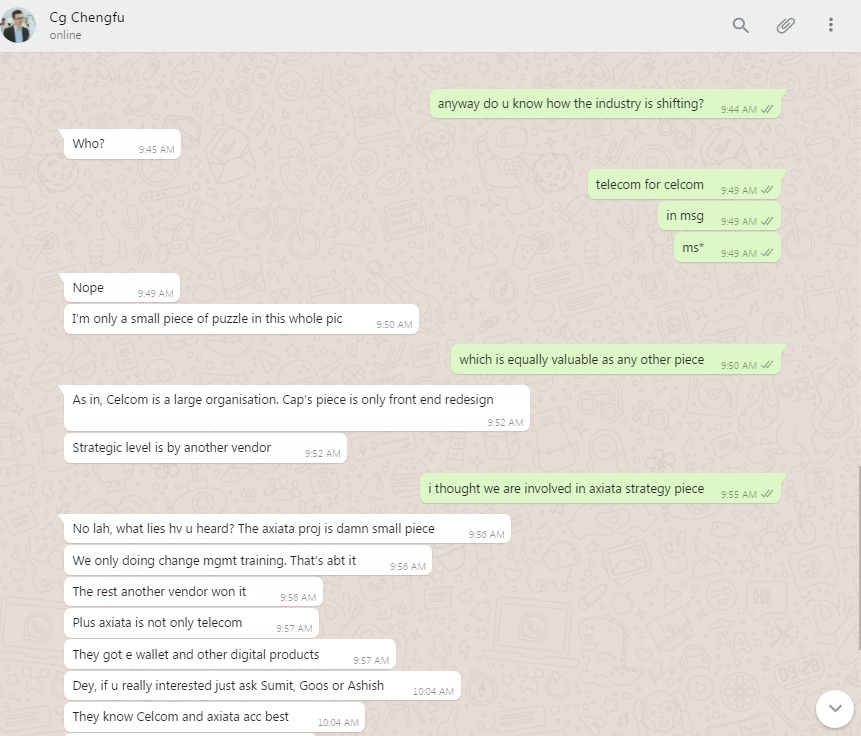 Cg Chengfu
online
anyway do u know how the industry is shifting? 9:44 AM
Who? 9:45 AM
telecom for celcom 9:49 AM
in msg 9:49 AM
ms* 9:49 AM
Nope 9:49 AM
I'm only a small piece of puzzle in this whole pic 9:50 AM
which is equally valuable as any other piece 9:50 AM
As in, Celcom is a large organisation. Cap's piece is only front end redesign
9:52 AM
Strategic level is by another vendor 9:52 AM
i thought we are involved in axiata strategy piece 9:55 AM
No lah, what lies hv u heard? The axiata proj is damn small piece 9:56 AM
We only doing change mgmt training. That's abt it 9:56 AM
The rest another vendor won it 9:56 AM
Plus axiata is not only telecom 9:57 AM
They got e wallet and other digital products 9:57 AM
Dey, if u really interested just ask Sumit, Goos or Ashish 10:04 AM
They know Celcom and axiata acc best 10:04 AM